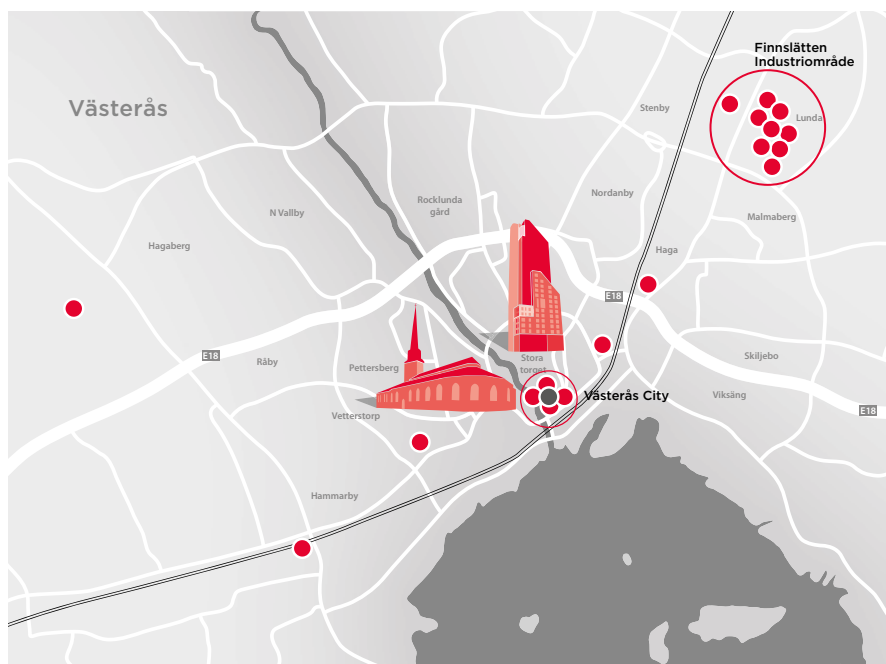 Finnslätten
Industriområde
Västerås
Stenby
Lunda
Rocklunda
gård
Nordanby
N Vallby
Malmaberg
Hagaberg
Haga
E18
E18
Stora
torget
Skiljebo
Råby
Pettersberg
Västerås City
Viksäng
E18
Vetterstorp
Hammarby